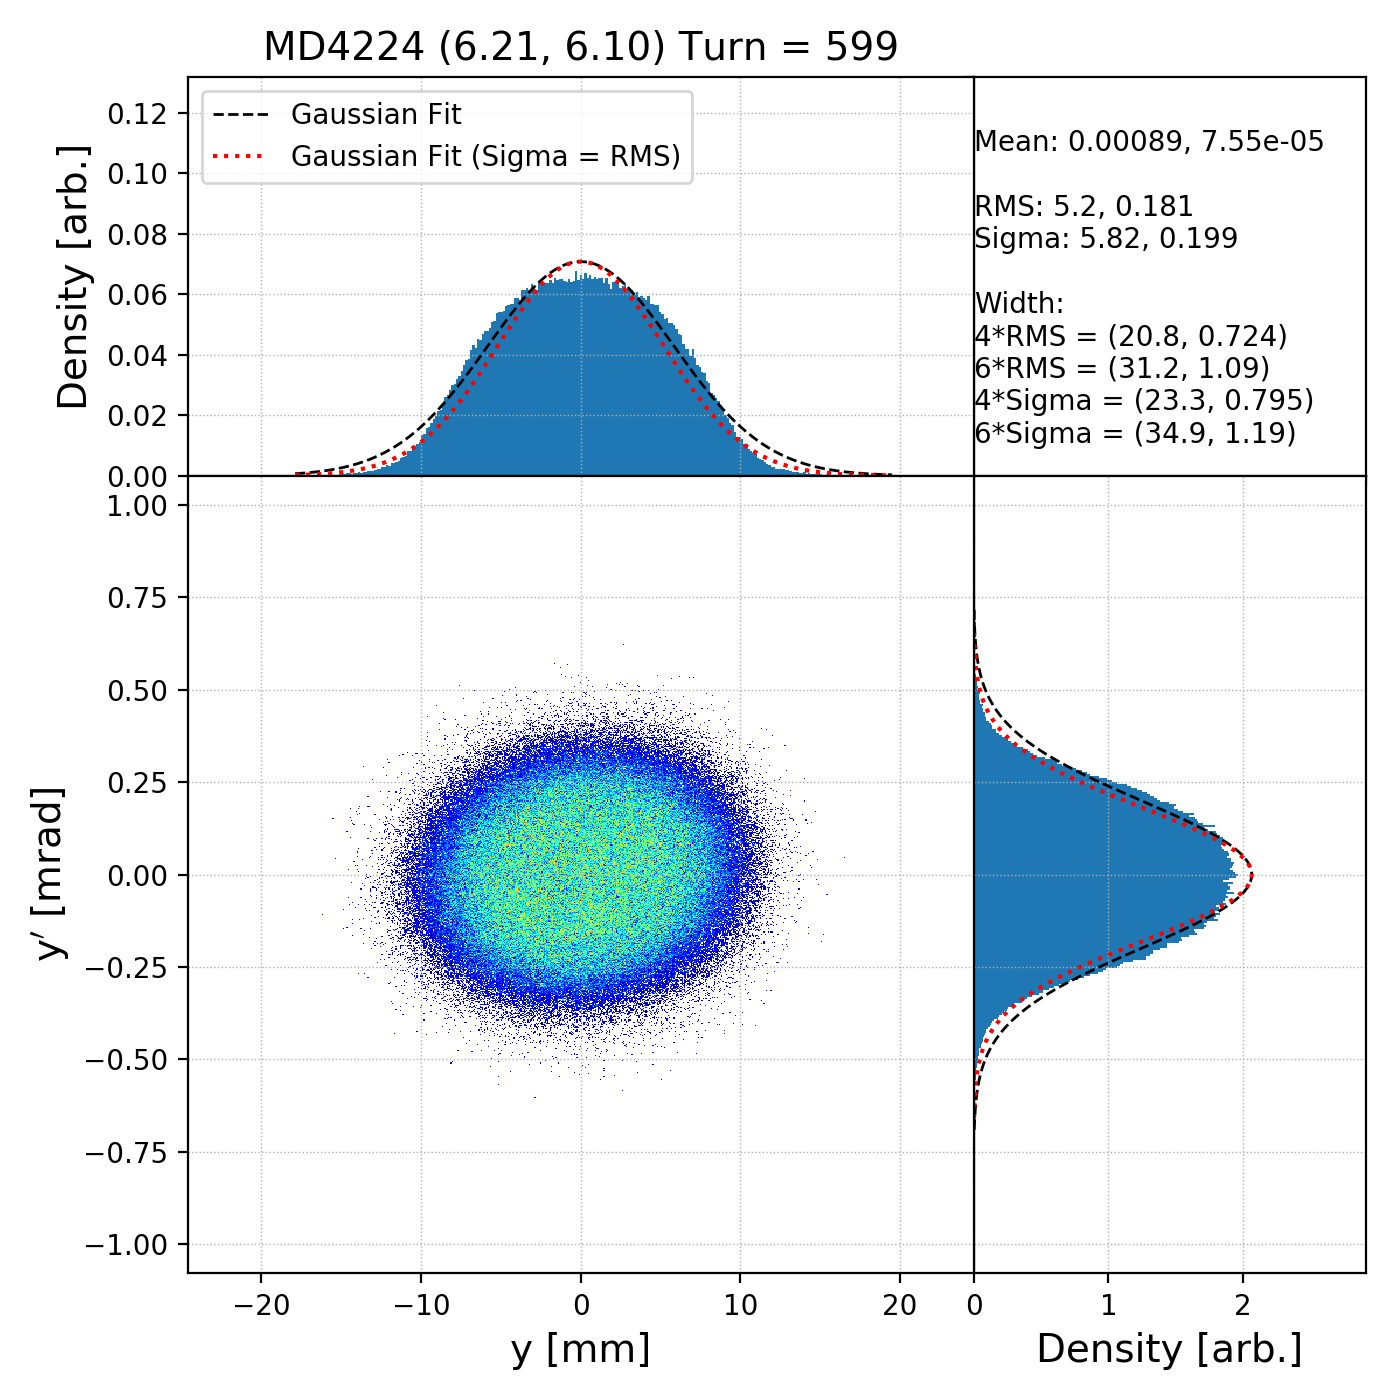 MD4224 (6.21, 6.10) Turn = 599
Density [arb.]
0.12
0.10
0.08
0.06
0.04
0.02
0.00
Gaussian Fit
Gaussian Fit (Sigma = RMS)
Mean: 0.00089, 7.55e-05
RMS: 5.2, 0.181
Sigma: 5.82, 0.199
Width:
4*RMS = (20.8, 0.724)
6*RMS = (31.2, 1.09)
4*Sigma = (23.3, 0.795)
6*Sigma = (34.9, 1.19)
y′ [mrad]
1.00
0.75
0.50
0.25
0.00
−0.25
−0.50
−0.75
−1.00
−20 −10 0 10 20
y [mm]
0 1 2
Density [arb.]